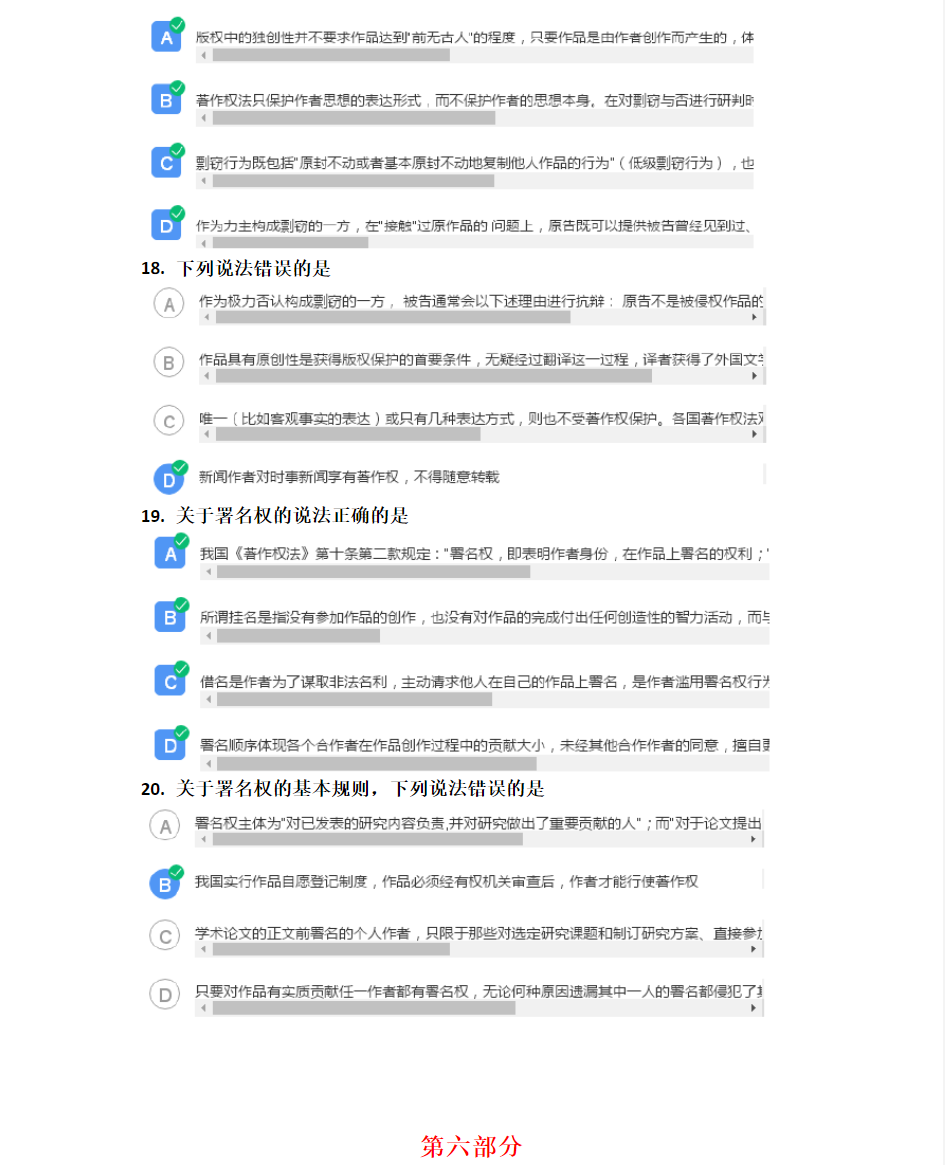 A 版权中的独创性并不要求作品达到"前无古人"的程度，只要作品是由作者创作而产生的，体
B 著作权法只保护作者思想的表达形式，而不保护作者的思想本身。在对剽窃与否进行研判时
C 剽窃行为既包括"原封不动或者基本原封不动地复制他人作品的行为"（低级剽窃行为），也
D 作为力主构成剽窃的一方，在"接触"过原作品的 问题上，原告既可以提供被告曾经见到过、
18. 下列说法错误的是
A 作为极力否认构成剽窃的一方， 被告通常会以下述理由进行抗辩： 原告不是被侵权作品的
B 作品具有原创性是获得版权保护的首要条件，无疑经过翻译这一过程，译者获得了外国文字
C 唯一（比如客观事实的表达）或只有几种表达方式，则也不受著作权保护。各国著作权法对
D 新闻作者对时事新闻享有著作权，不得随意转载
19. 关于署名权的说法正确的是
A 我国《著作权法》第十条第二款规定："署名权，即表明作者身份，在作品上署名的权利；"
B 所谓挂名是指没有参加作品的创作，也没有对作品的完成付出任何创造性的智力活动，而与
C 借名是作者为了谋取非法名利，主动请求他人在自己的作品上署名，是作者滥用署名权行为
D 署名顺序体现各个合作者在作品创作过程中的贡献大小，未经其他合作作者的同意，擅自更
20. 关于署名权的基本规则，下列说法错误的是
A 署名权主体为"对已发表的研究内容负责,并对研究做出了重要贡献的人"；而"对于论文提出
B 我国实行作品自愿登记制度，作品必须经有权机关审查后，作者才能行使著作权
C 学术论文的正文前署名的个人作者，只限于那些对选定研究课题和制订研究方案、直接参加
D 只要对作品有实质贡献任一作者都有署名权，无论何种原因遗漏其中一人的署名都侵犯了其
第六部分